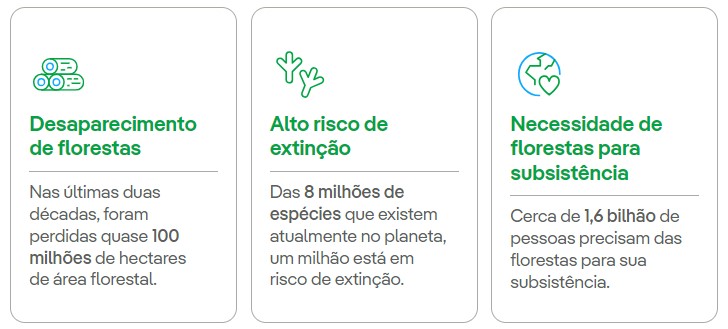 Desaparecimento
de florestas
Nas últimas duas
décadas, foram
perdidas quase 100
milhões de hectares
de área florestal.
Alto risco de
extinção
Das 8 milhões de
espécies que existem
atualmente no planeta,
um milhão está em
risco de extinção.
Necessidade de
florestas para
subsistência
Cerca de 1,6 bilhão de
pessoas precisam das
florestas para sua
subsistência.